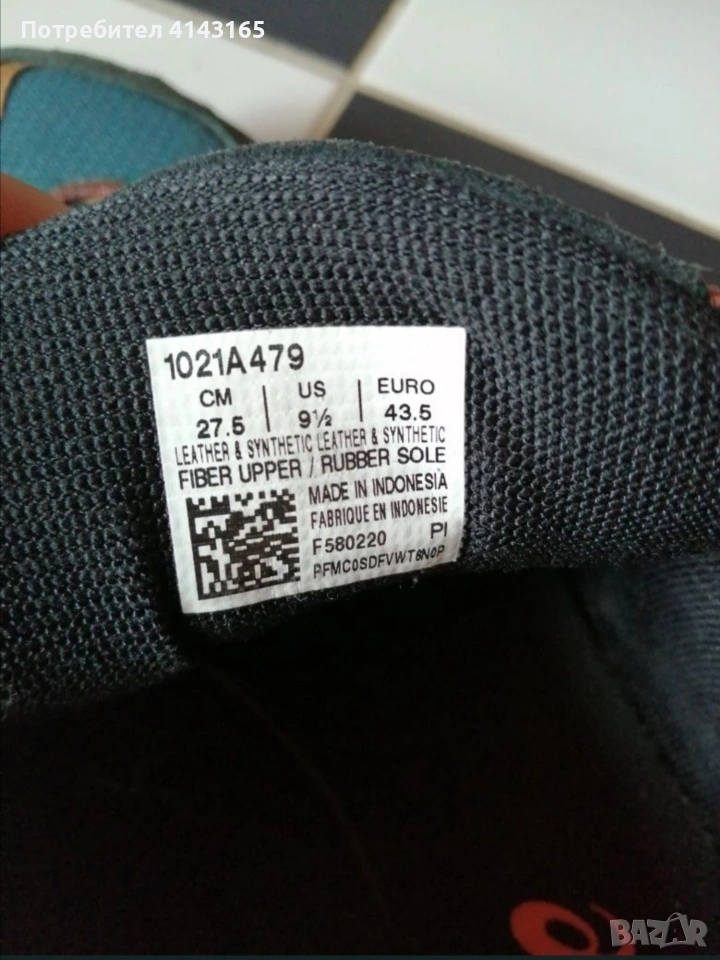 Потребител 4143165
1021A479
CM | US | EURO
27.5 | 9½ | 43.5
LEATHER & SYNTHETIC LEATHER & SYNTHETIC
FIBER UPPER / RUBBER SOLE
MADE IN INDONESIA
FABRIQUE EN INDONESIE
F580220 PI
PFMC0SDFVWT8N0P
BAZAR